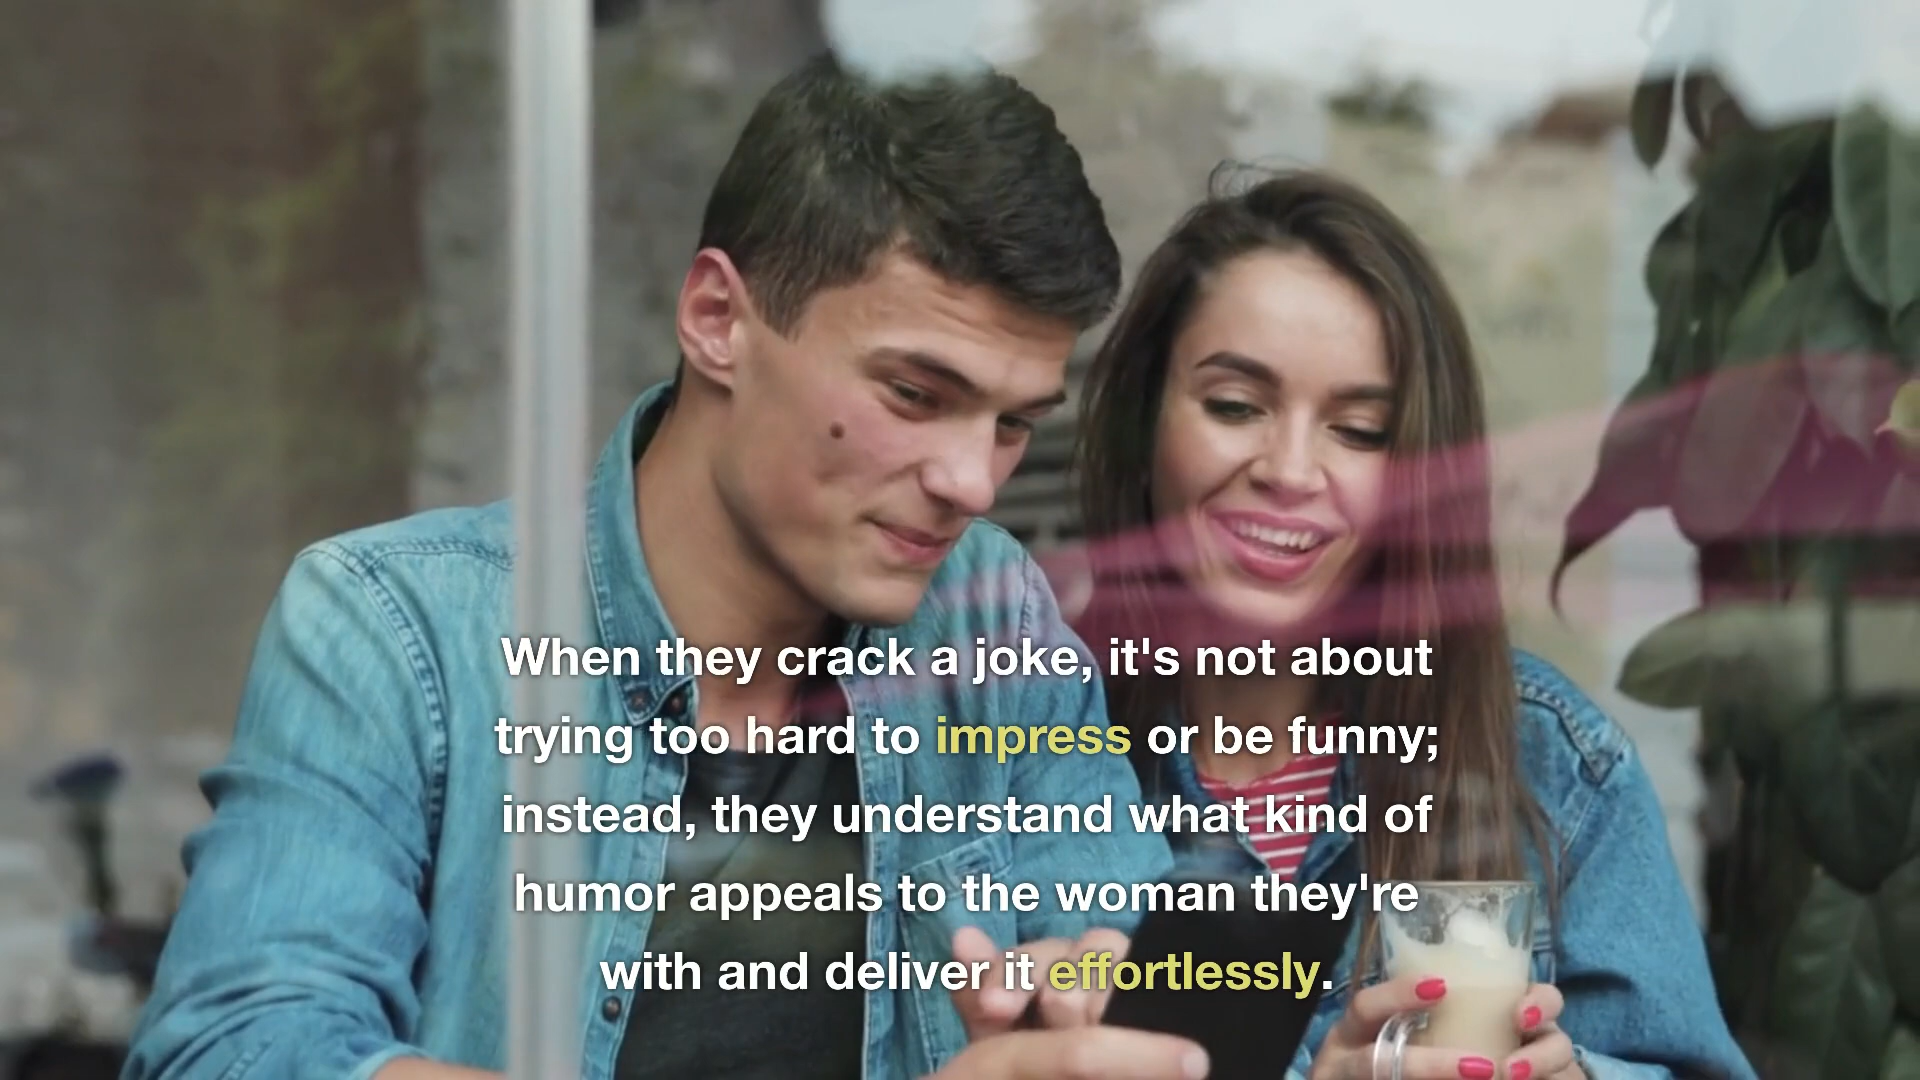 When they crack a joke, it's not about
trying too hard to impress or be funny;
instead, they understand what kind of
humor appeals to the woman they're
with and deliver it effortlessly.